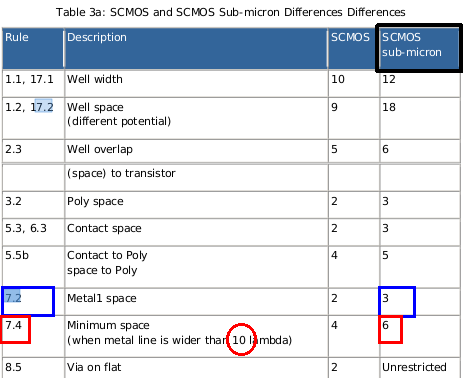 Table 3a: SCMOS and SCMOS Sub-micron Differences Differences
Rule Description SCMOS SCMOS
sub-micron
1.1, 17.1 Well width 10 12
1.2, 17.2 Well space 9 18
(different potential)
2.3 Well overlap 5 6
(space) to transistor
3.2 Poly space 2 3
5.3, 6.3 Contact space 2 3
5.5b Contact to Poly 4 5
space to Poly
7.2 Metal1 space 2 3
7.4 Minimum space 4 6
(when metal line is wider than 10 lambda)
8.5 Via on flat 2 Unrestricted